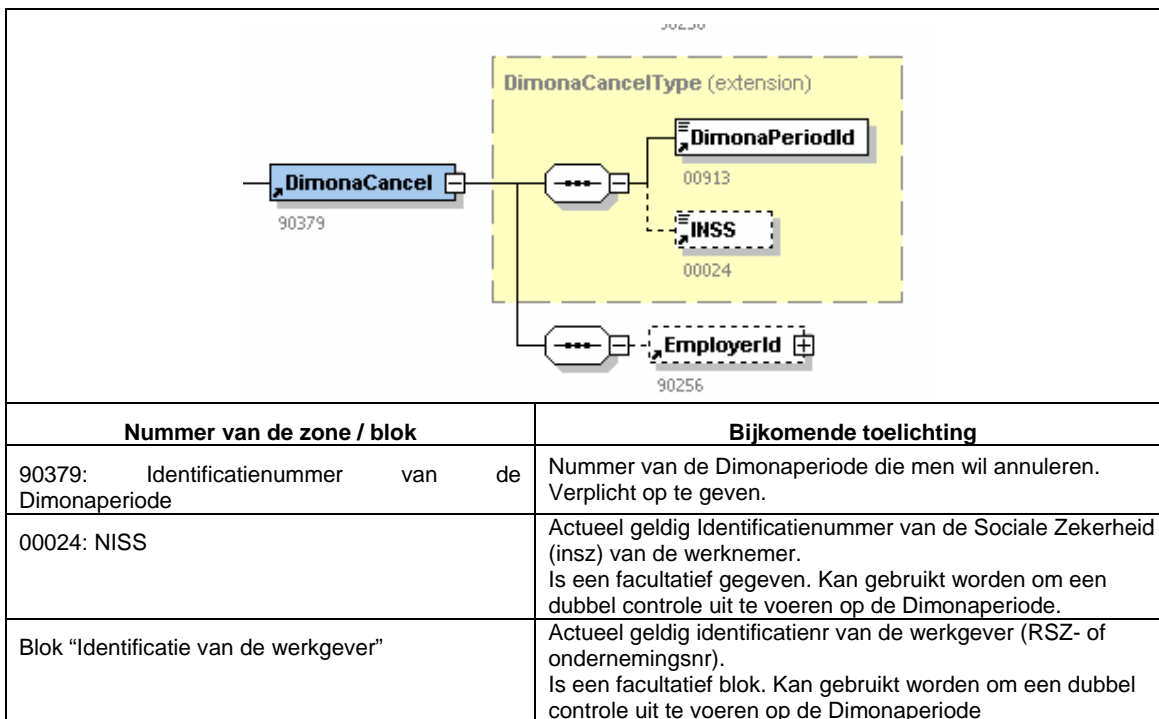 DimonaCancelType (extension)
DimonaPeriodId
00913
DimonaCancel
90379
INSS
00024
EmployerId
90256
Nummer van de zone / blok
Bijkomende toelichting
90379: Identificatienummer van de
Dimonaperiode
Nummer van de Dimonaperiode die men wil annuleren.
Verplicht op te geven.
00024: NISS
Actueel geldig Identificatienummer van de Sociale Zekerheid
(insz) van de werknemer.
Is een facultatief gegeven. Kan gebruikt worden om een
dubbel controle uit te voeren op de Dimonaperiode.
Blok “Identificatie van de werkgever”
Actueel geldig identificatienr van de werkgever (RSZ- of
ondernemingsnr).
Is een facultatief blok. Kan gebruikt worden om een dubbel
controle uit te voeren op de Dimonaperiode